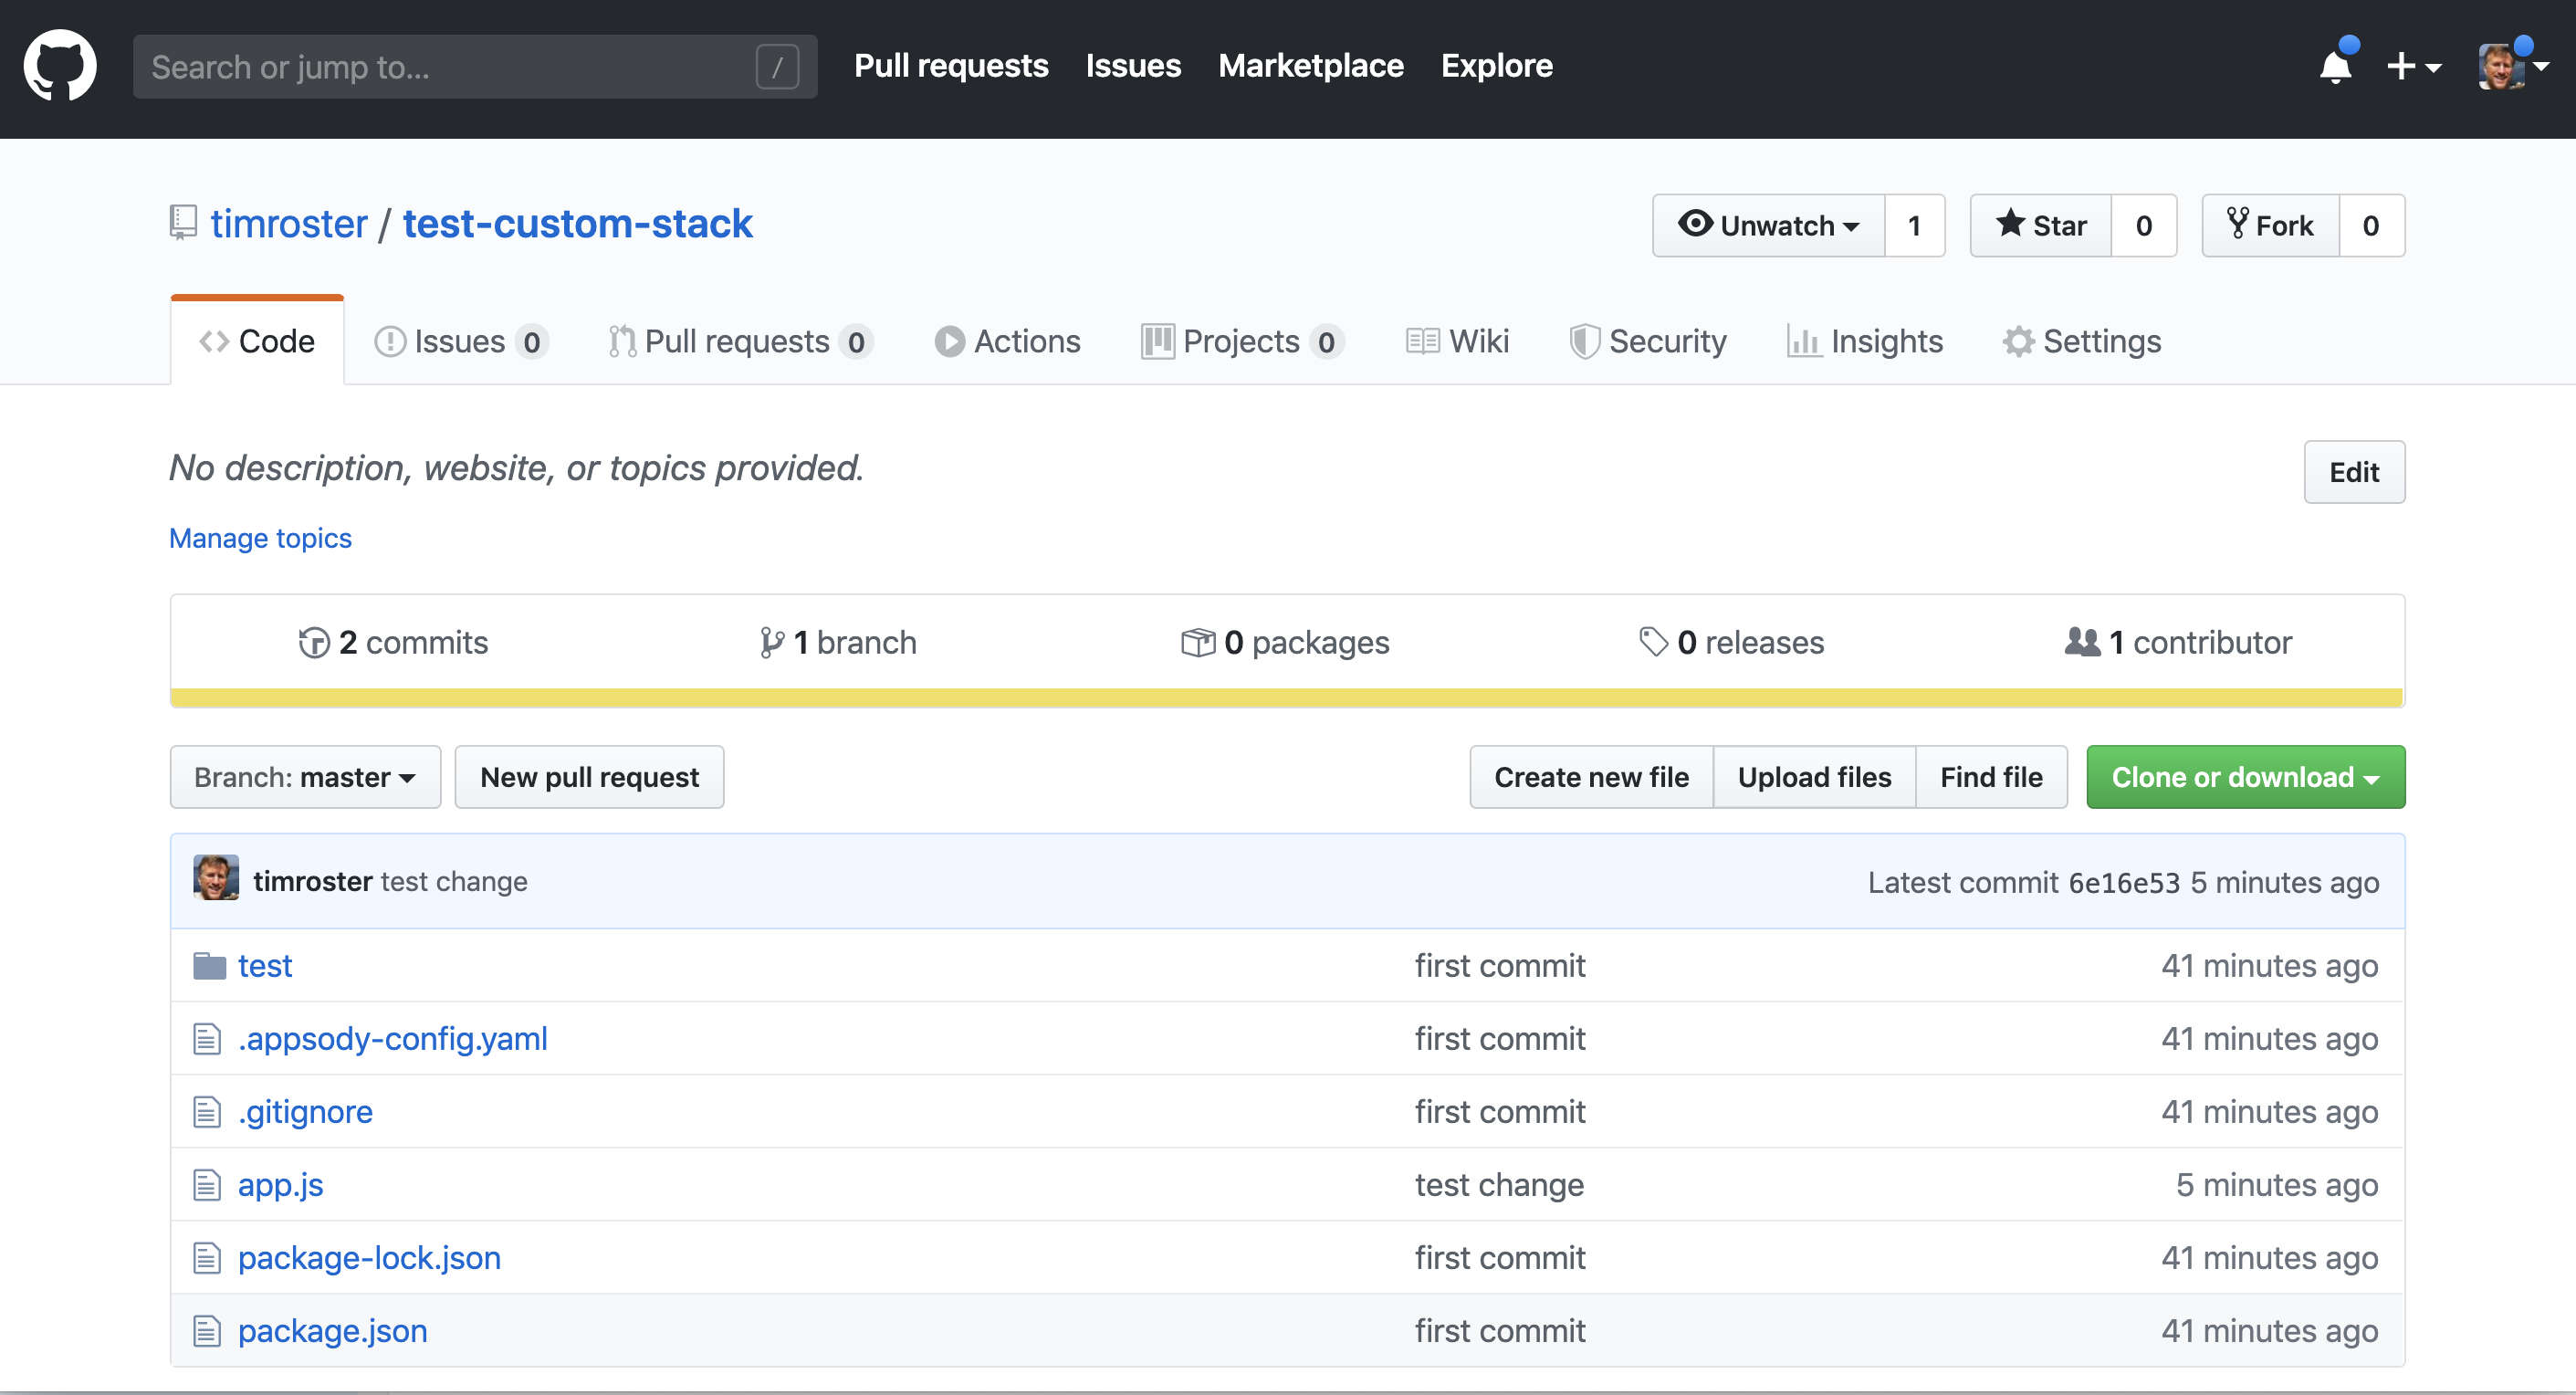 Search or jump to... / Pull requests Issues Marketplace Explore
timroster / test-custom-stack Unwatch 1 Star 0 Fork 0
Code Issues 0 Pull requests 0 Actions Projects 0 Wiki Security Insights Settings
No description, website, or topics provided. Edit
Manage topics
2 commits 1 branch 0 packages 0 releases 1 contributor
Branch: master New pull request Create new file Upload files Find file Clone or download
timroster test change Latest commit 6e16e53 5 minutes ago
test first commit 41 minutes ago
.appsody-config.yaml first commit 41 minutes ago
.gitignore first commit 41 minutes ago
app.js test change 5 minutes ago
package-lock.json first commit 41 minutes ago
package.json first commit 41 minutes ago